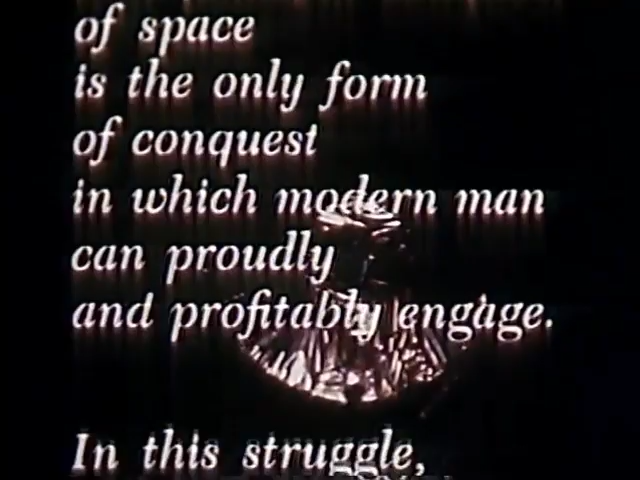 of space
is the only form
of conquest
in which modern man
can proudly
and profitably engage.
In this struggle,